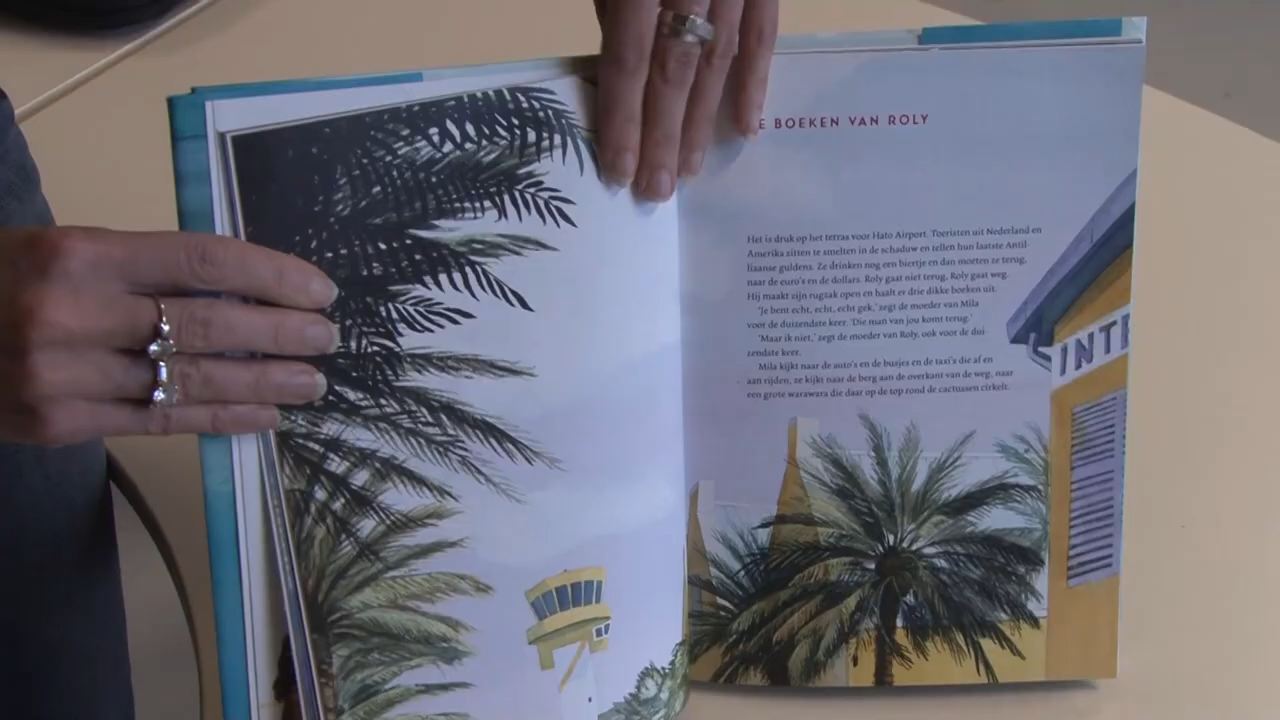 E BOEKEN VAN ROLY
Het is druk op het terras voor Hato Airport. Toeristen uit Nederland en
Amerika zitten te smelten in de schaduw en tellen hun laatste Antil-
liaanse guldens. Ze drinken nog een biertje en dan moeten ze terug,
naar de euro's en de dollars. Roly gaat niet terug, Roly gaat weg.
Hij maakt zijn rugzak open en haalt er drie dikke boeken uit.
'Je bent echt, echt, echt gek,' zegt de moeder van Mila
voor de duizendste keer. 'Die man van jou komt terug.'
'Maar ik niet,' zegt de moeder van Roly, ook voor de dui-
zendste keer.
Mila kijkt naar de auto's en de busjes en de taxi's die af en
aan rijden, ze kijkt naar de berg aan de overkant van de weg, naar
een grote warawara die daar op de top rond de cactussen cirkelt.
INTE